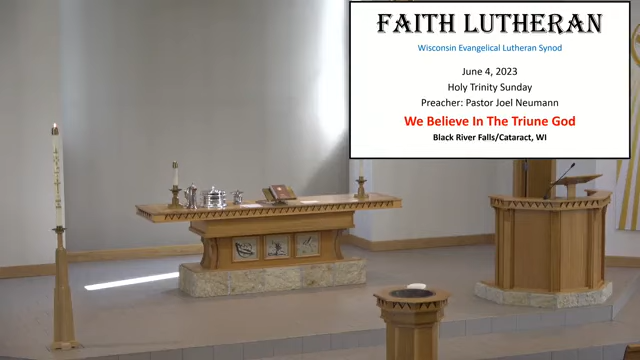 FAITH LUTHERAN
Wisconsin Evangelical Lutheran Synod
June 4, 2023
Holy Trinity Sunday
Preacher: Pastor Joel Neumann
We Believe In The Triune God
Black River Falls/Cataract, WI